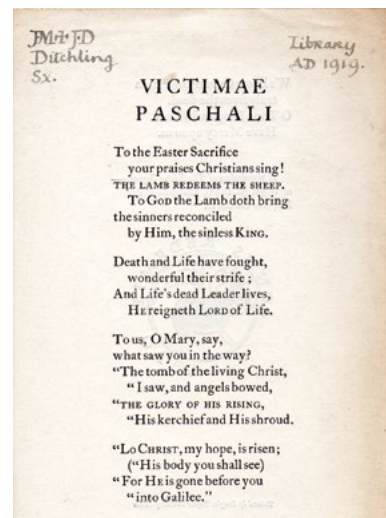 JMA·J·D
Ditchling
Sx.
Library
AD 1919.
VICTIMAE
PASCHALI
To the Easter Sacrifice
your praises Christians sing!
THE LAMB REDEEMS THE SHEEP.
To GOD the Lamb doth bring
the sinners reconciled
by Him, the sinless KING.
Death and Life have fought,
wonderful their strife;
And Life's dead Leader lives,
HE reigneth LORD of Life.
To us, O Mary, say,
what saw you in the way?
"The tomb of the living Christ,
"I saw, and angels bowed,
"THE GLORY OF HIS RISING,
"His kerchief and His shroud.
"Lo CHRIST, my hope, is risen;
("His body you shall see)
"For HE is gone before you
"into Galilee."